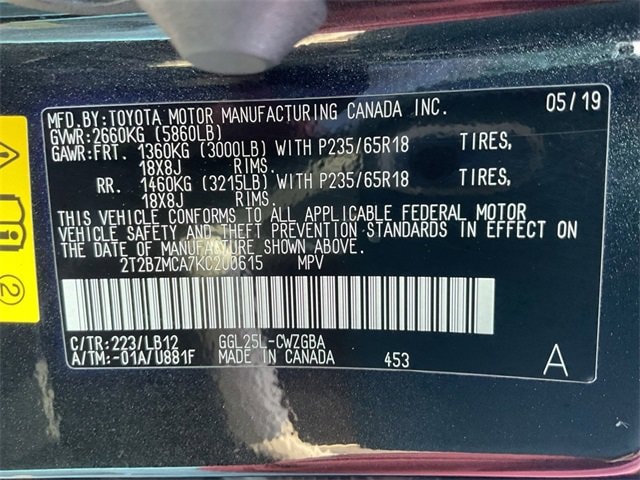 MFD.BY:TOYOTA MOTOR MANUFACTURING CANADA INC. 05/19
GVWR:2660KG (5860LB)
GAWR:FRT. 1360KG (3000LB) WITH P235/65R18 TIRES,
18X8J RIMS.
RR. 1460KG (3215LB) WITH P235/65R18 TIRES,
18X8J RIMS.
THIS VEHICLE CONFORMS TO ALL APPLICABLE FEDERAL MOTOR
VEHICLE SAFETY AND THEFT PREVENTION STANDARDS IN EFFECT ON
THE DATE OF MANUFACTURE SHOWN ABOVE.
2T2BZMCA7KC200615 MPV
C/TR:223/LB12 GGL25L-CWZGBA
A/TM:-01A/U881F MADE IN CANADA 453 A
2